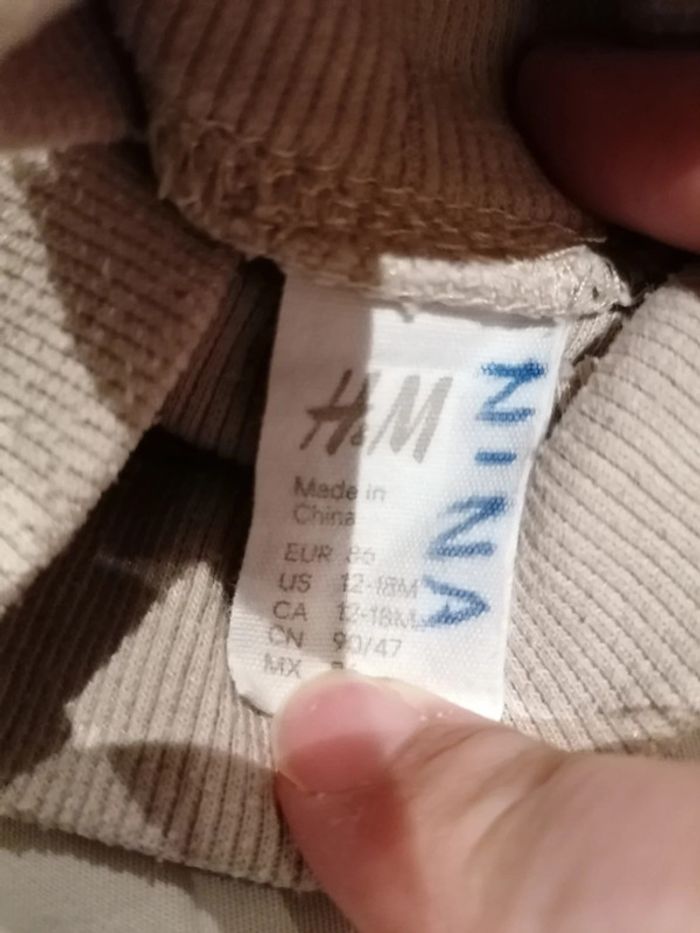 H&M
Made in
China
EUR 86
US 12-18M
CA 12-18M
CN 90/47
MX
NINA